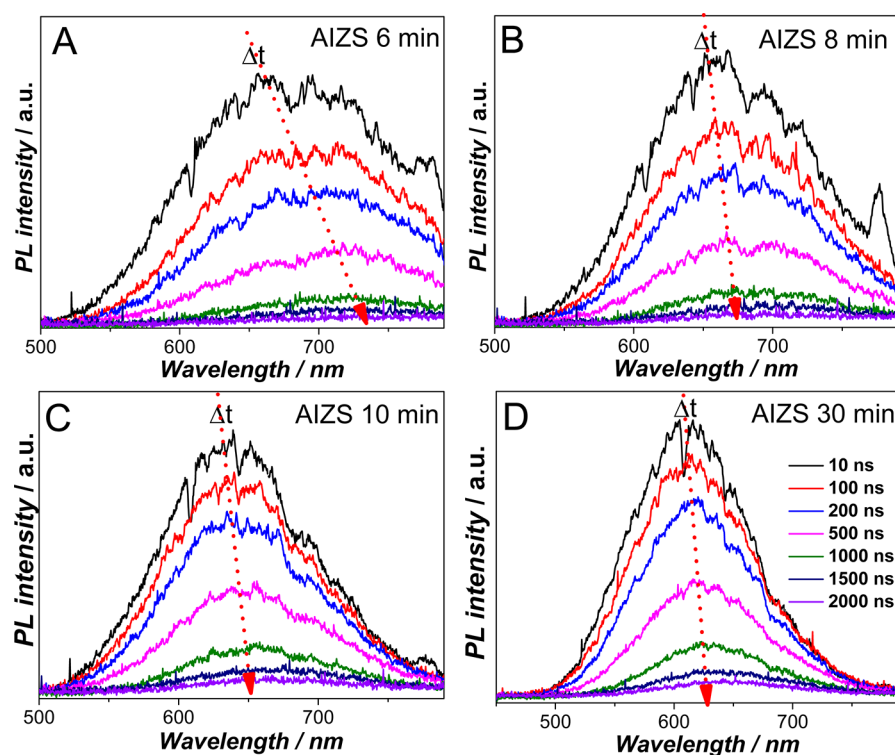 A
AIZS 6 min
Δt
PL intensity / a.u.
500
600
700
Wavelength / nm
B
AIZS 8 min
Δt
PL intensity / a.u.
500
600
700
Wavelength / nm
C
AIZS 10 min
Δt
PL intensity / a.u.
500
600
700
Wavelength / nm
D
AIZS 30 min
Δt
10 ns
100 ns
200 ns
500 ns
1000 ns
1500 ns
2000 ns
PL intensity / a.u.
500
600
700
Wavelength / nm